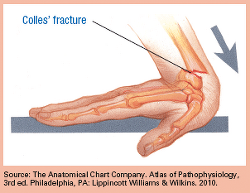 Colles' fracture
Source: The Anatomical Chart Company. Atlas of Pathophysiology,
3rd ed. Philadelphia, PA: Lippincott Williams & Wilkins. 2010.